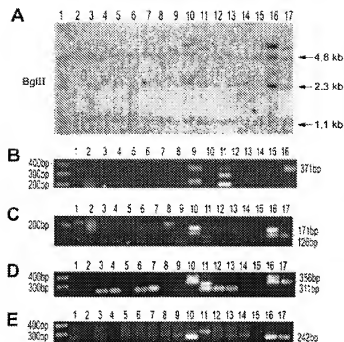 A
1 2 3 4 5 6 7 8 9 10 11 12 13 14 15 16 17
BglII
4.8 kb
2.3 kb
1.1 kb
B
1 2 3 4 5 6 7 8 9 10 11 12 13 14 15 16
400bp
300bp
200bp
371bp
C
1 2 3 4 5 6 7 8 9 10 11 12 13 14 15 16 17
200bp
171bp
128bp
D
1 2 3 4 5 6 7 8 9 10 11 12 13 14 15 16 17
400bp
300bp
356bp
311bp
E
1 2 3 4 5 6 7 8 9 10 11 12 13 14 15 16 17
400bp
300bp
242bp